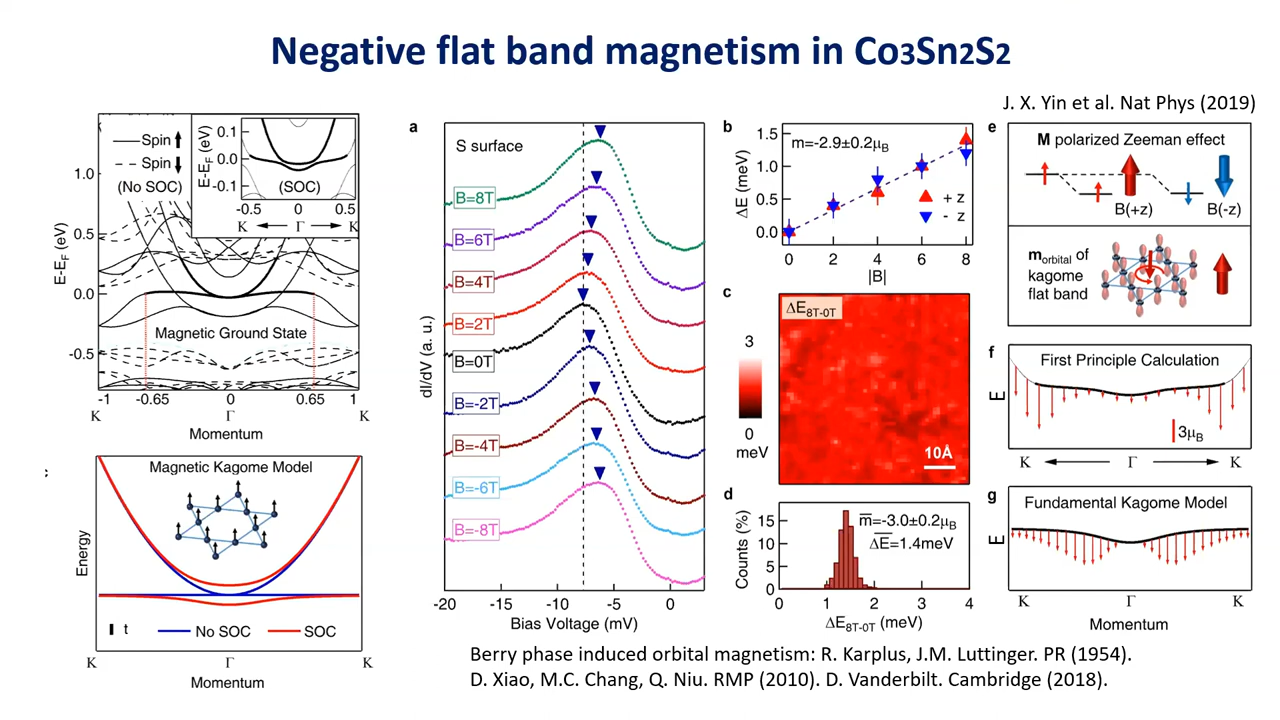 Negative flat band magnetism in Co3Sn2S2
J. X. Yin et al. Nat Phys (2019)
Spin
Spin
(No SOC)
(SOC)
E-EF (eV)
0.1
0.0
-0.1
-0.5
0
0.5
K
Γ
K
E-EF (eV)
1.0
0.5
0.0
-0.5
Magnetic Ground State
-1
-0.65
0
0.65
1
K
Γ
K
Momentum
Magnetic Kagome Model
Energy
t
No SOC
SOC
K
Γ
K
Momentum
a
S surface
B=8T
B=6T
B=4T
B=2T
B=0T
B=-2T
B=-4T
B=-6T
B=-8T
dI/dV (a. u.)
-20
-15
-10
-5
0
Bias Voltage (mV)
b
m=-2.9±0.2μB
ΔE (meV)
1.5
1.0
0.5
0.0
+ z
- z
0
2
4
6
8
|B|
c
ΔE8T-0T
3
0
meV
10Å
d
m̅=-3.0±0.2μB
Δ̅E̅=1.4meV
Counts (%)
15
10
5
0
0
1
2
3
4
ΔE8T-0T (meV)
e
M polarized Zeeman effect
B(+z)
B(-z)
morbital of
kagome
flat band
f
First Principle Calculation
E
3μB
K
Γ
K
g
Fundamental Kagome Model
E
K
Γ
K
Momentum
Berry phase induced orbital magnetism: R. Karplus, J.M. Luttinger. PR (1954).
D. Xiao, M.C. Chang, Q. Niu. RMP (2010). D. Vanderbilt. Cambridge (2018).